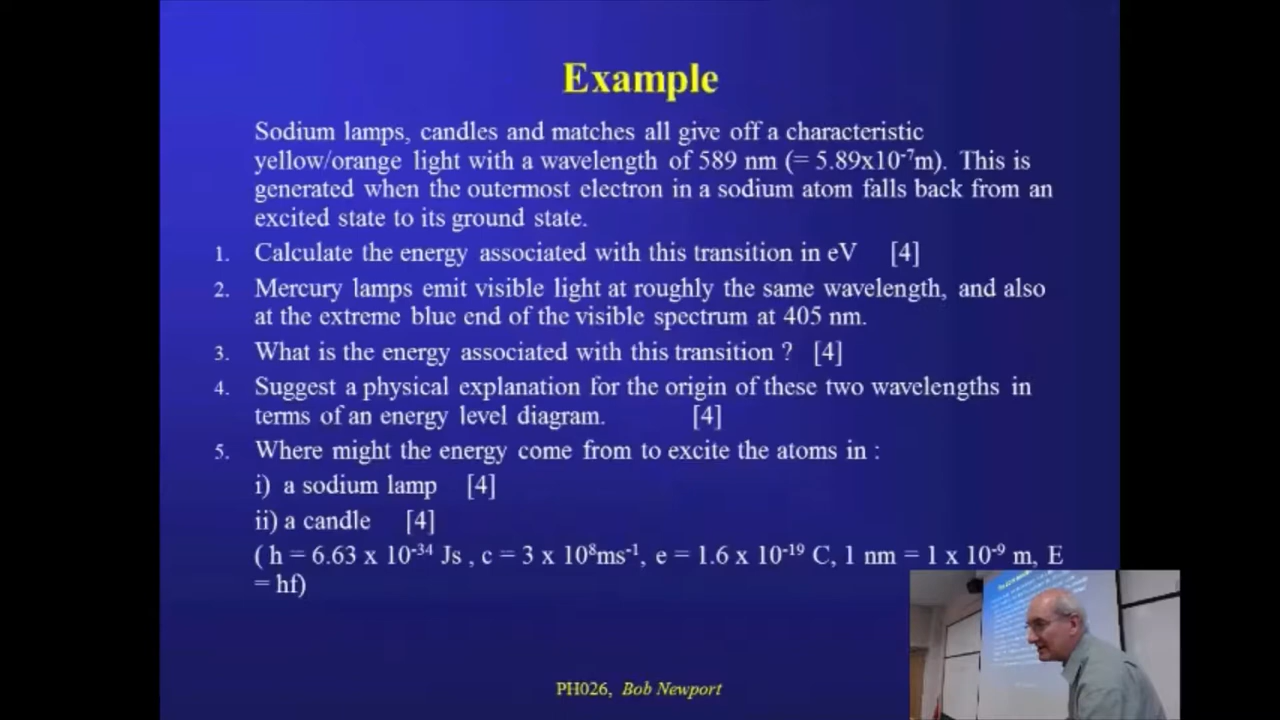 Example
Sodium lamps, candles and matches all give off a characteristic
yellow/orange light with a wavelength of 589 nm (= 5.89x10⁻⁷m). This is
generated when the outermost electron in a sodium atom falls back from an
excited state to its ground state.
1. Calculate the energy associated with this transition in eV [4]
2. Mercury lamps emit visible light at roughly the same wavelength, and also
at the extreme blue end of the visible spectrum at 405 nm.
3. What is the energy associated with this transition ? [4]
4. Suggest a physical explanation for the origin of these two wavelengths in
terms of an energy level diagram. [4]
5. Where might the energy come from to excite the atoms in :
i) a sodium lamp [4]
ii) a candle [4]
( h = 6.63 x 10⁻³⁴ Js , c = 3 x 10⁸ms⁻¹, e = 1.6 x 10⁻¹⁹ C, 1 nm = 1 x 10⁻⁹ m, E
= hf)
PH026, Bob Newport